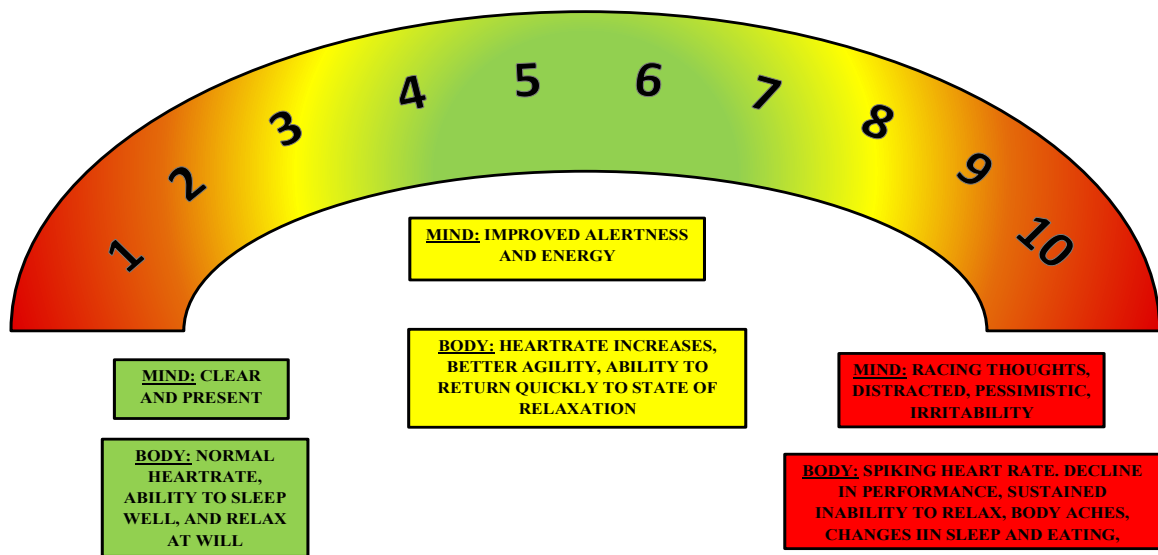 1
2
3
4
5
6
7
8
9
10
MIND: IMPROVED ALERTNESS
AND ENERGY
BODY: HEARTRATE INCREASES,
BETTER AGILITY, ABILITY TO
RETURN QUICKLY TO STATE OF
RELAXATION
MIND: CLEAR
AND PRESENT
BODY: NORMAL
HEARTRATE,
ABILITY TO SLEEP
WELL, AND RELAX
AT WILL
MIND: RACING THOUGHTS,
DISTRACTED, PESSIMISTIC,
IRRITABILITY
BODY: SPIKING HEART RATE. DECLINE
IN PERFORMANCE, SUSTAINED
INABILITY TO RELAX, BODY ACHES,
CHANGES IIN SLEEP AND EATING,